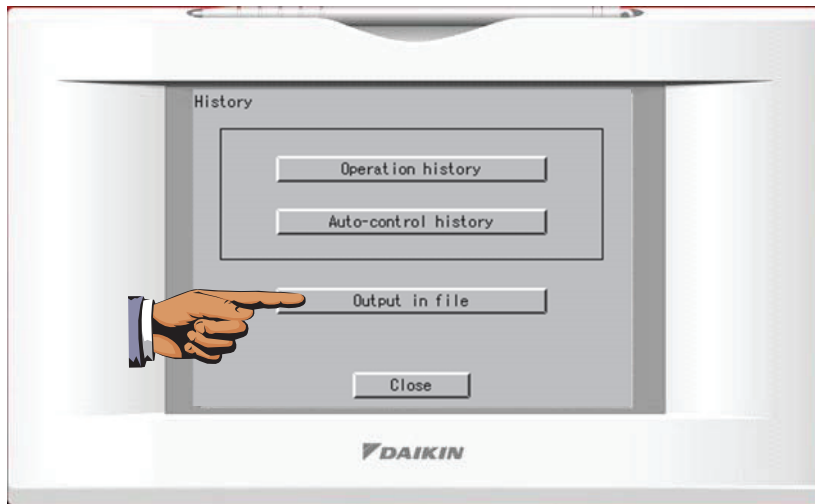 History
Operation history
Auto-control history
Output in file
Close
DAIKIN